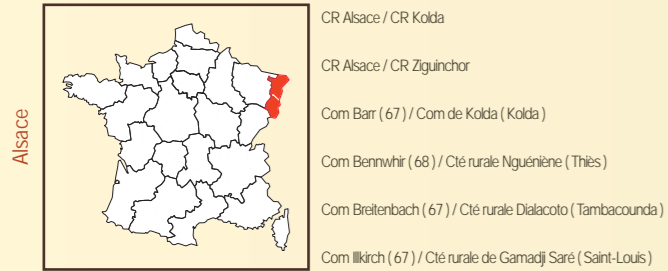 Alsace
CR Alsace / CR Kolda
CR Alsace / CR Ziguinchor
Com Barr ( 67 ) / Com de Kolda ( Kolda )
Com Bennwhir ( 68 ) / Cté rurale Nguéniène ( Thiès )
Com Breitenbach ( 67 ) / Cté rurale Dialacoto ( Tambacounda )
Com Illkirch ( 67 ) / Cté rurale de Gamadji Saré ( Saint-Louis )